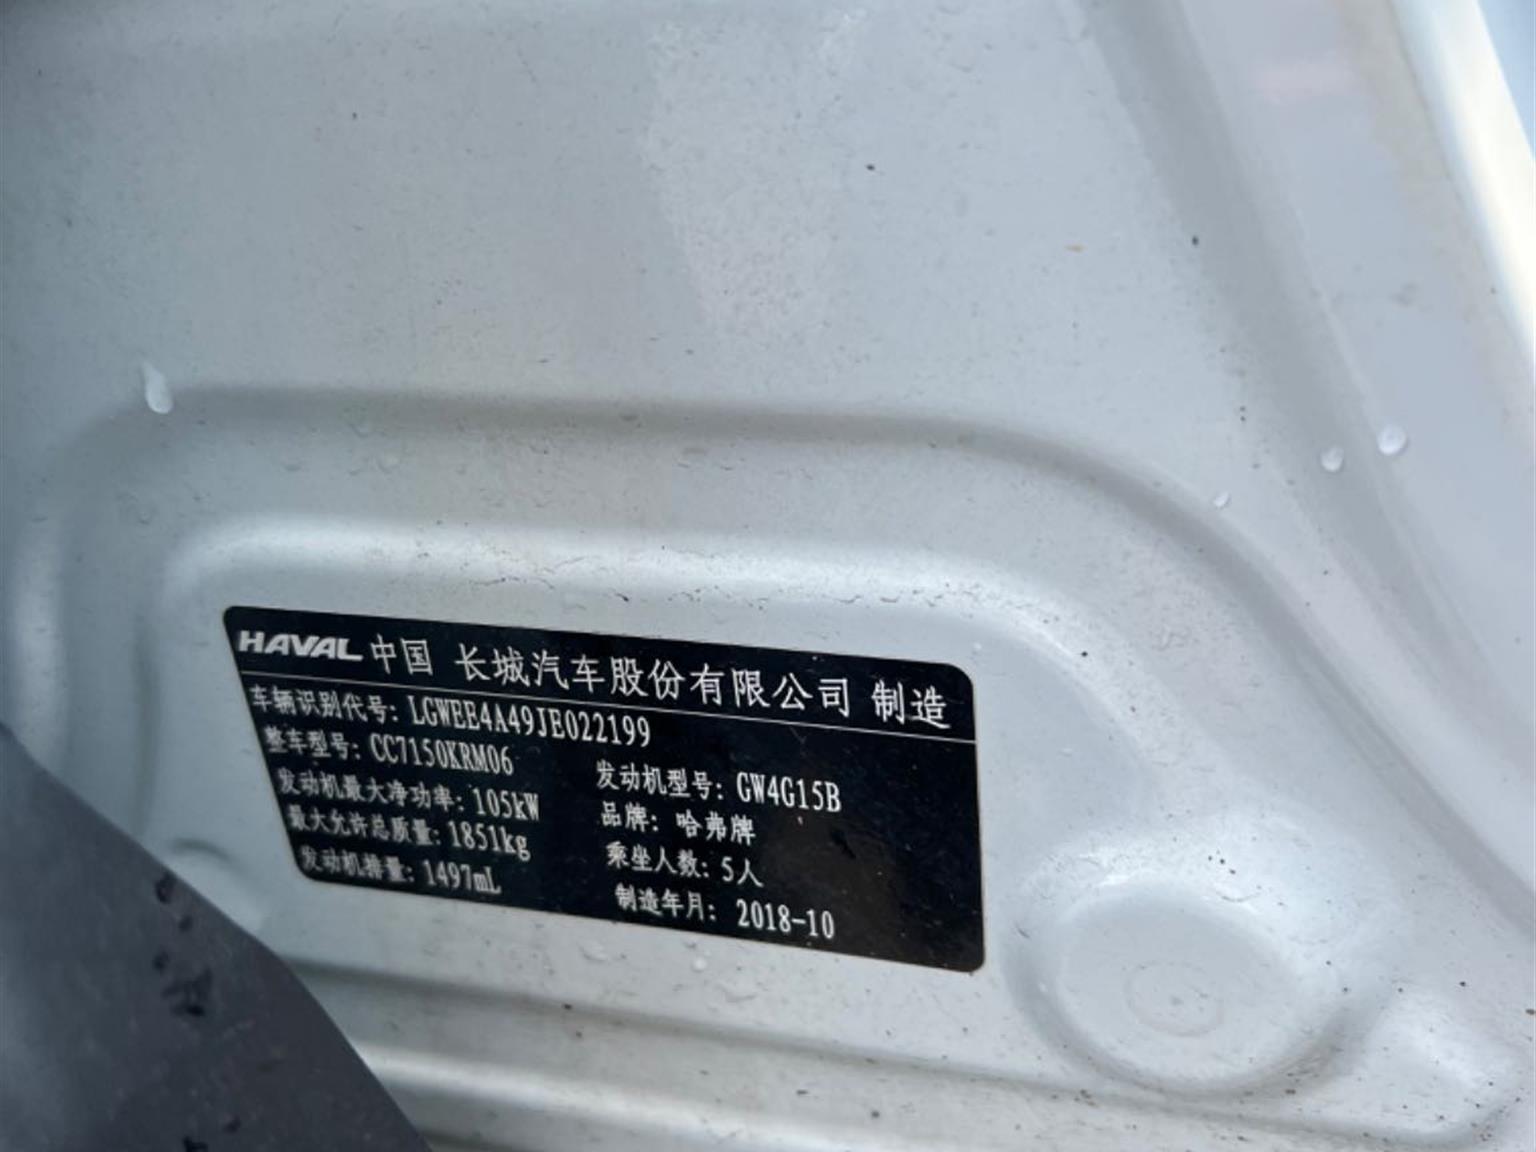 HAVAL 中国 长城汽车股份有限公司 制造
车辆识别代号: LGWEE4A49JE022199
整车型号: CC7150KRM06
发动机型号: GW4G15B
发动机最大净功率: 105kW
品牌: 哈弗牌
最大允许总质量: 1851kg
乘坐人数: 5人
发动机排量: 1497mL
制造年月: 2018-10